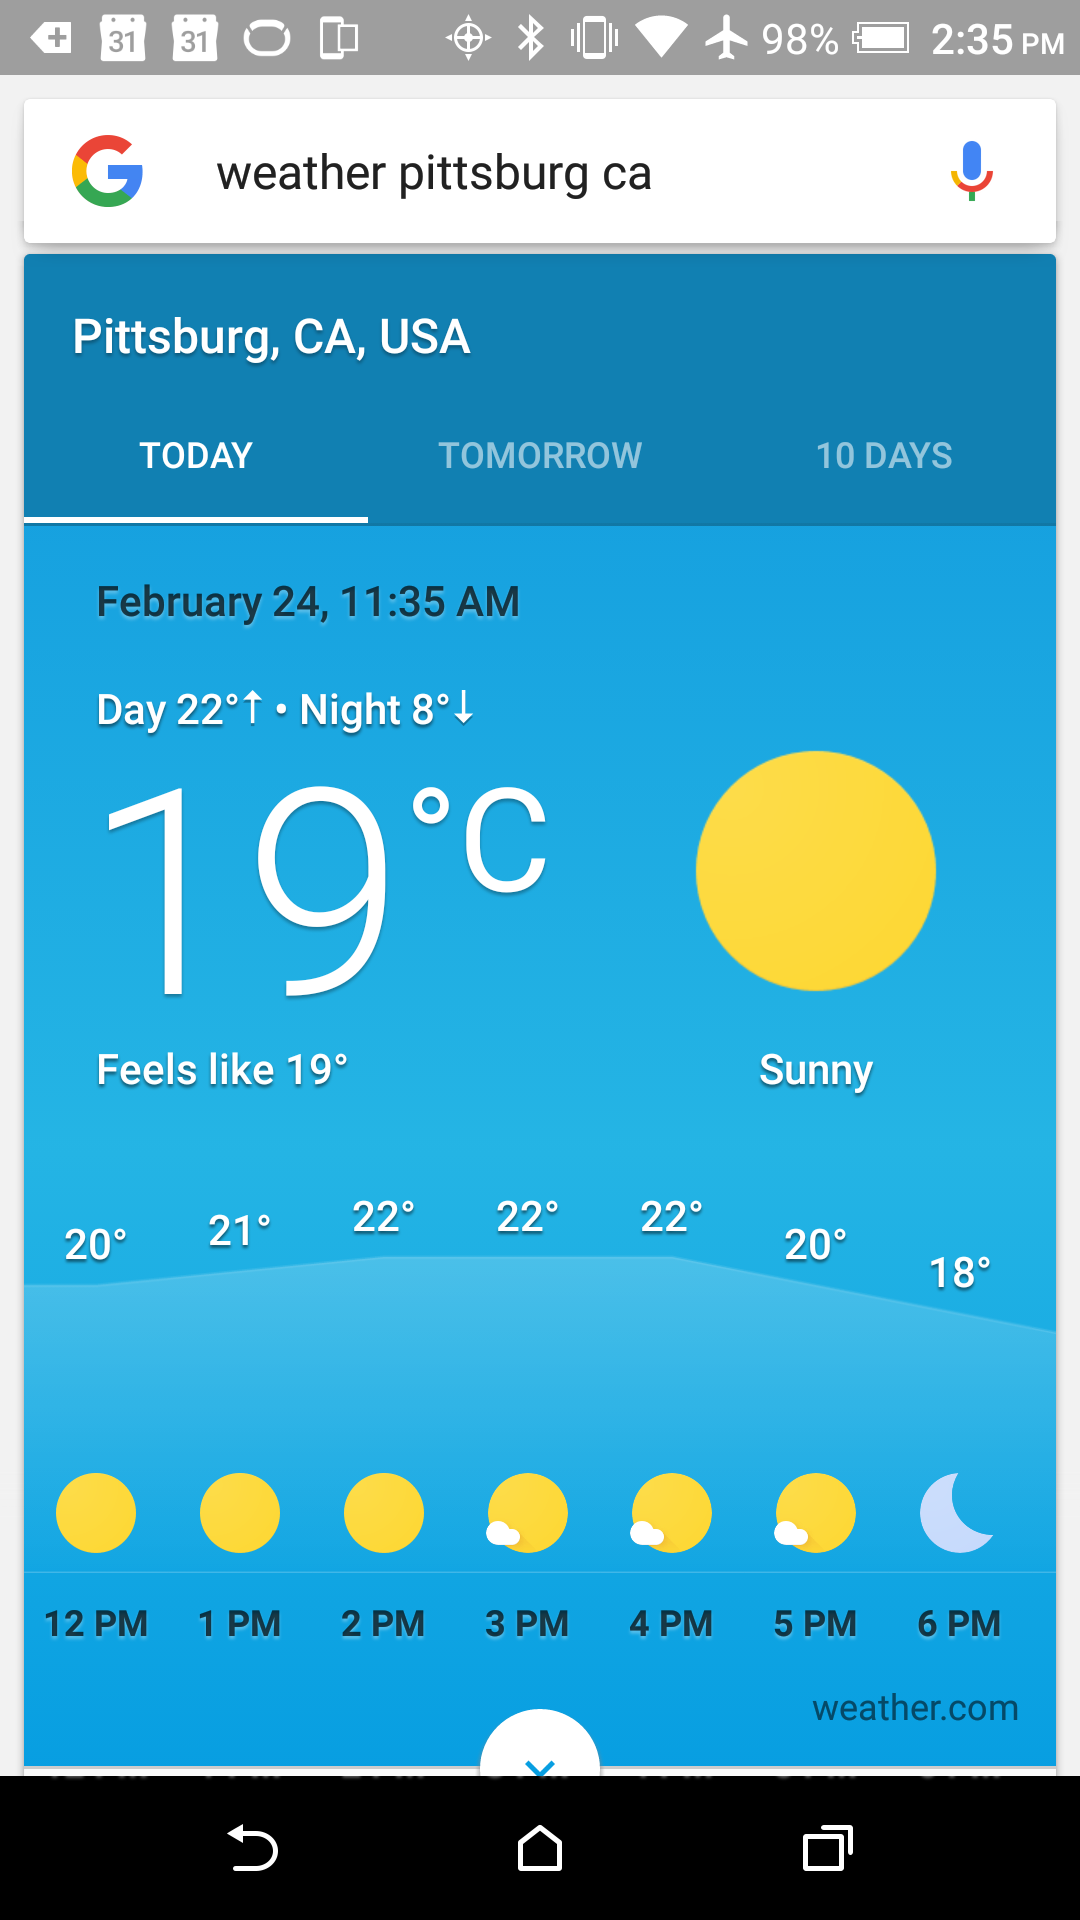 31 31 98% 2:35 PM
weather pittsburg ca
Pittsburg, CA, USA
TODAY TOMORROW 10 DAYS
February 24, 11:35 AM
Day 22°↑ • Night 8°↓
19°C
Feels like 19° Sunny
20° 21° 22° 22° 22° 20° 18°
12 PM 1 PM 2 PM 3 PM 4 PM 5 PM 6 PM
weather.com